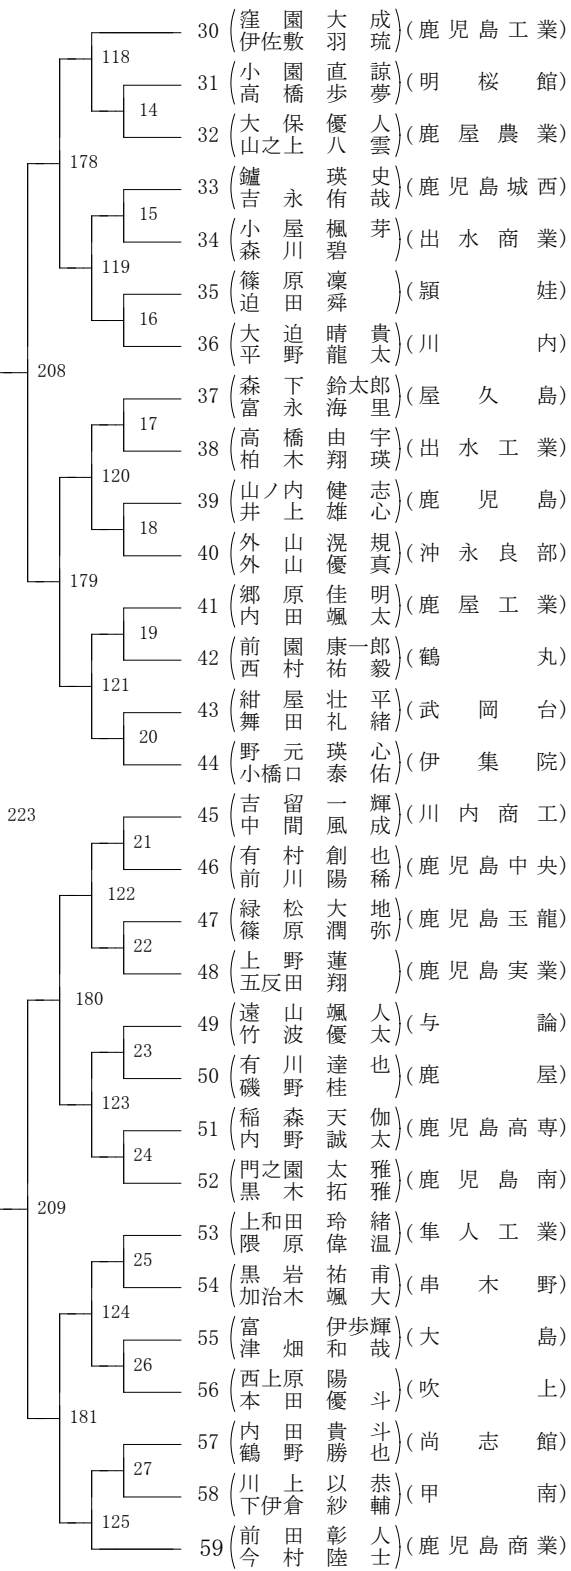 30 (窪園大成 伊佐敷羽琉) (鹿児島工業)
118
31 (小園直諒 高橋歩夢) (明桜館)
14
32 (大保優人 山之上八雲) (鹿屋農業)
178
33 (鑪瑛史 吉永侑哉) (鹿児島城西)
15
34 (小屋楓芽 森川碧) (出水商業)
119
35 (篠原凜 迫田舜) (頴娃)
16
36 (大迫晴貴 平野龍太) (川内)
208
37 (森下鈴太郎 富永海里) (屋久島)
17
38 (高橋由宇 柏木翔瑛) (出水工業)
120
39 (山ノ内健志 井上雄心) (鹿児島)
18
40 (外山滉規 外山優真) (沖永良部)
179
41 (郷原佳明 内田颯太) (鹿屋工業)
19
42 (前園康一郎 西村祐毅) (鶴丸)
121
43 (紺屋壮平 舞田礼緒) (武岡台)
20
44 (野元瑛心 小橋口泰佑) (伊集院)
223
45 (吉留一輝 中間風成) (川内商工)
21
46 (有村創也 前川陽稀) (鹿児島中央)
122
47 (緑松大地 篠原潤弥) (鹿児島玉龍)
22
48 (上野蓮 五反田翔) (鹿児島実業)
180
49 (遠山颯人 竹波優太) (与論)
23
50 (有川達也 磯野桂) (鹿屋)
123
51 (稲森天伽 内野誠太) (鹿児島高専)
24
52 (門之園太雅 黒木拓雅) (鹿児島南)
209
53 (上和田玲緒 隈原偉温) (隼人工業)
25
54 (黒岩祐甫 加治木颯大) (串木野)
124
55 (富伊歩輝 津畑和哉) (大島)
26
56 (西上原陽 本田優斗) (吹上)
181
57 (内田貴斗 鶴野勝也) (尚志館)
27
58 (川上以恭 下伊倉紗輔) (甲南)
125
59 (前田彰人 今村陸士) (鹿児島商業)